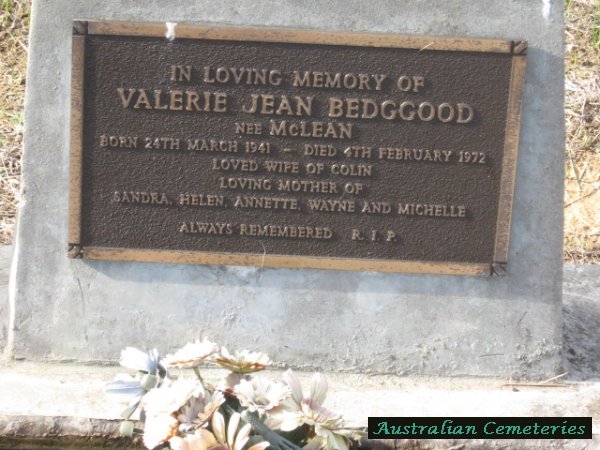 IN LOVING MEMORY OF
VALERIE JEAN BEDGGOOD
NEE McLEAN
BORN 24TH MARCH 1941 – DIED 4TH FEBRUARY 1972
LOVED WIFE OF COLIN
LOVING MOTHER OF
SANDRA, HELEN, ANNETTE, WAYNE AND MICHELLE
ALWAYS REMEMBERED R. I. P.
Australian Cemeteries